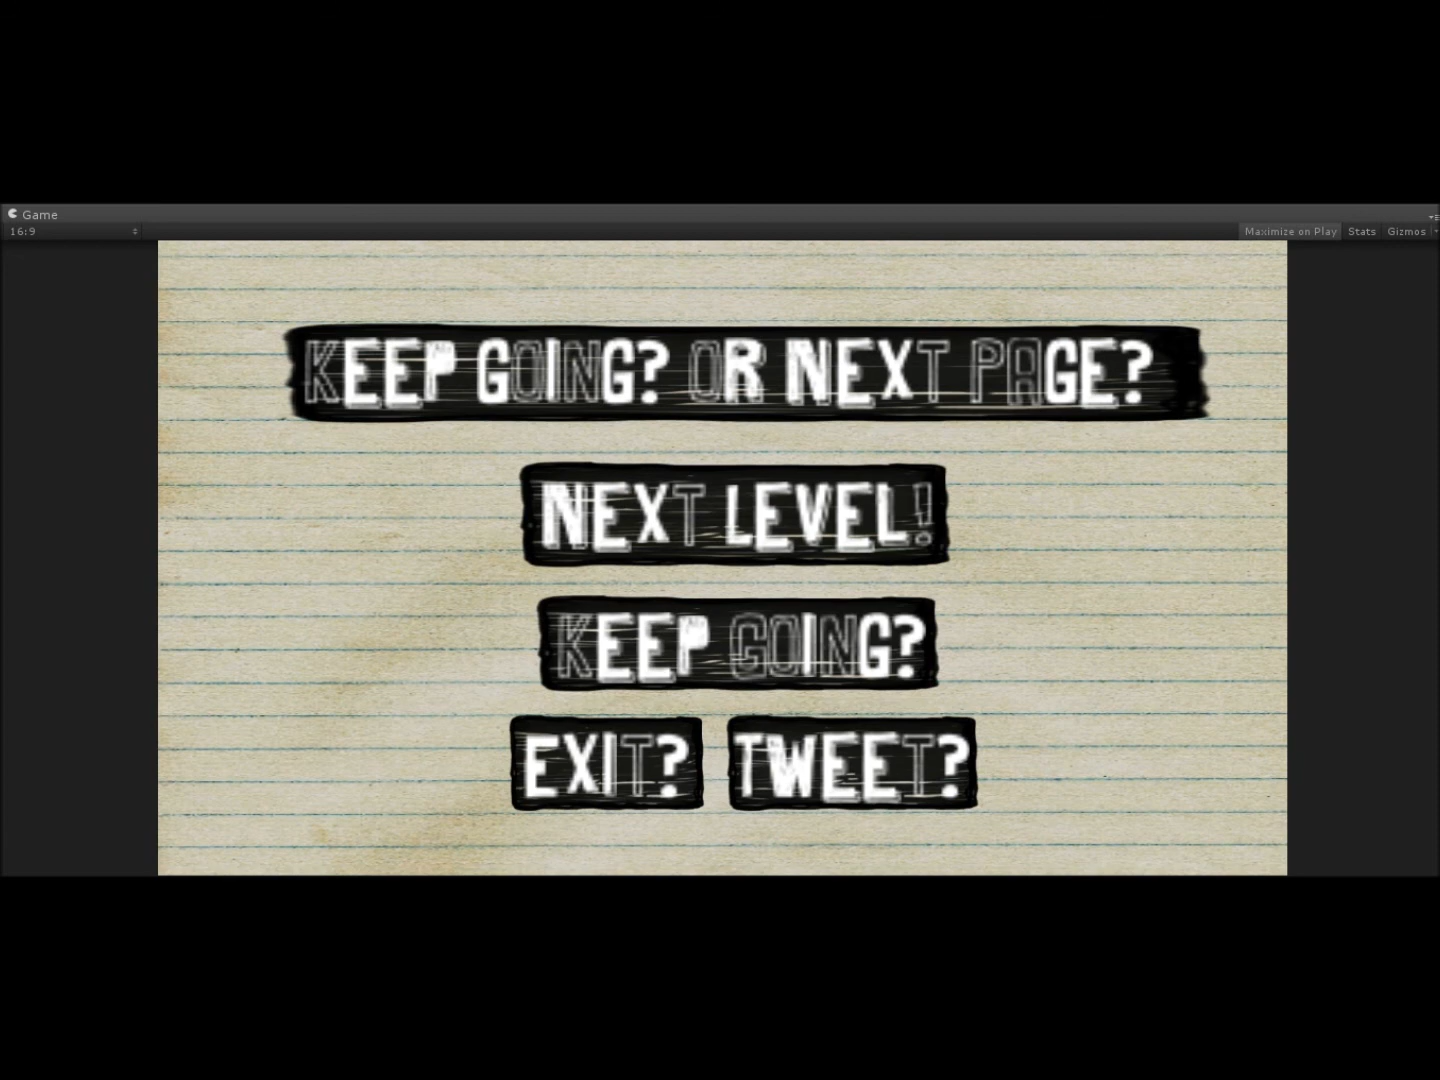 Game
16:9 Maximize on Play Stats Gizmos
KEEP GOING? OR NEXT PAGE?
NEXT LEVEL!
KEEP GOING?
EXIT? TWEET?